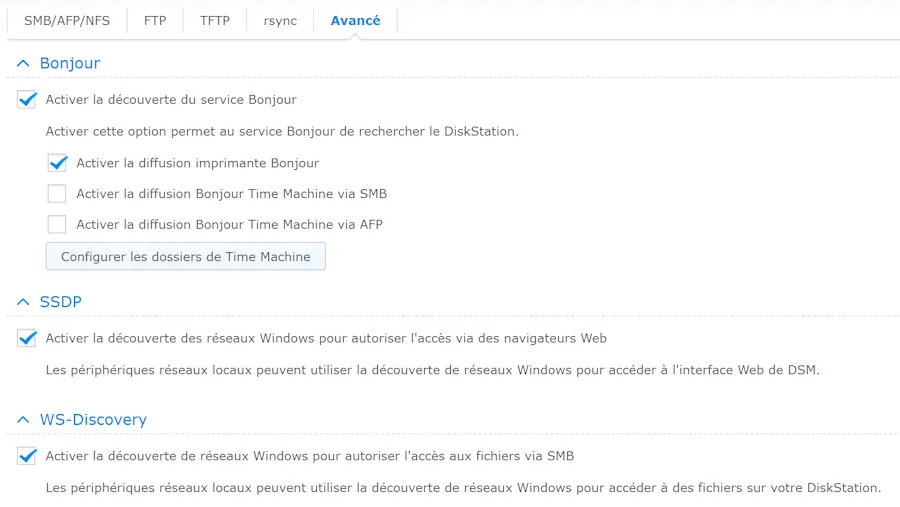 SMB/AFP/NFS FTP TFTP rsync Avancé
Bonjour
Activer la découverte du service Bonjour
Activer cette option permet au service Bonjour de rechercher le DiskStation.
Activer la diffusion imprimante Bonjour
Activer la diffusion Bonjour Time Machine via SMB
Activer la diffusion Bonjour Time Machine via AFP
Configurer les dossiers de Time Machine
SSDP
Activer la découverte des réseaux Windows pour autoriser l'accès via des navigateurs Web
Les périphériques réseaux locaux peuvent utiliser la découverte de réseaux Windows pour accéder à l'interface Web de DSM.
WS-Discovery
Activer la découverte de réseaux Windows pour autoriser l'accès aux fichiers via SMB
Les périphériques réseaux locaux peuvent utiliser la découverte de réseaux Windows pour accéder à des fichiers sur votre DiskStation.